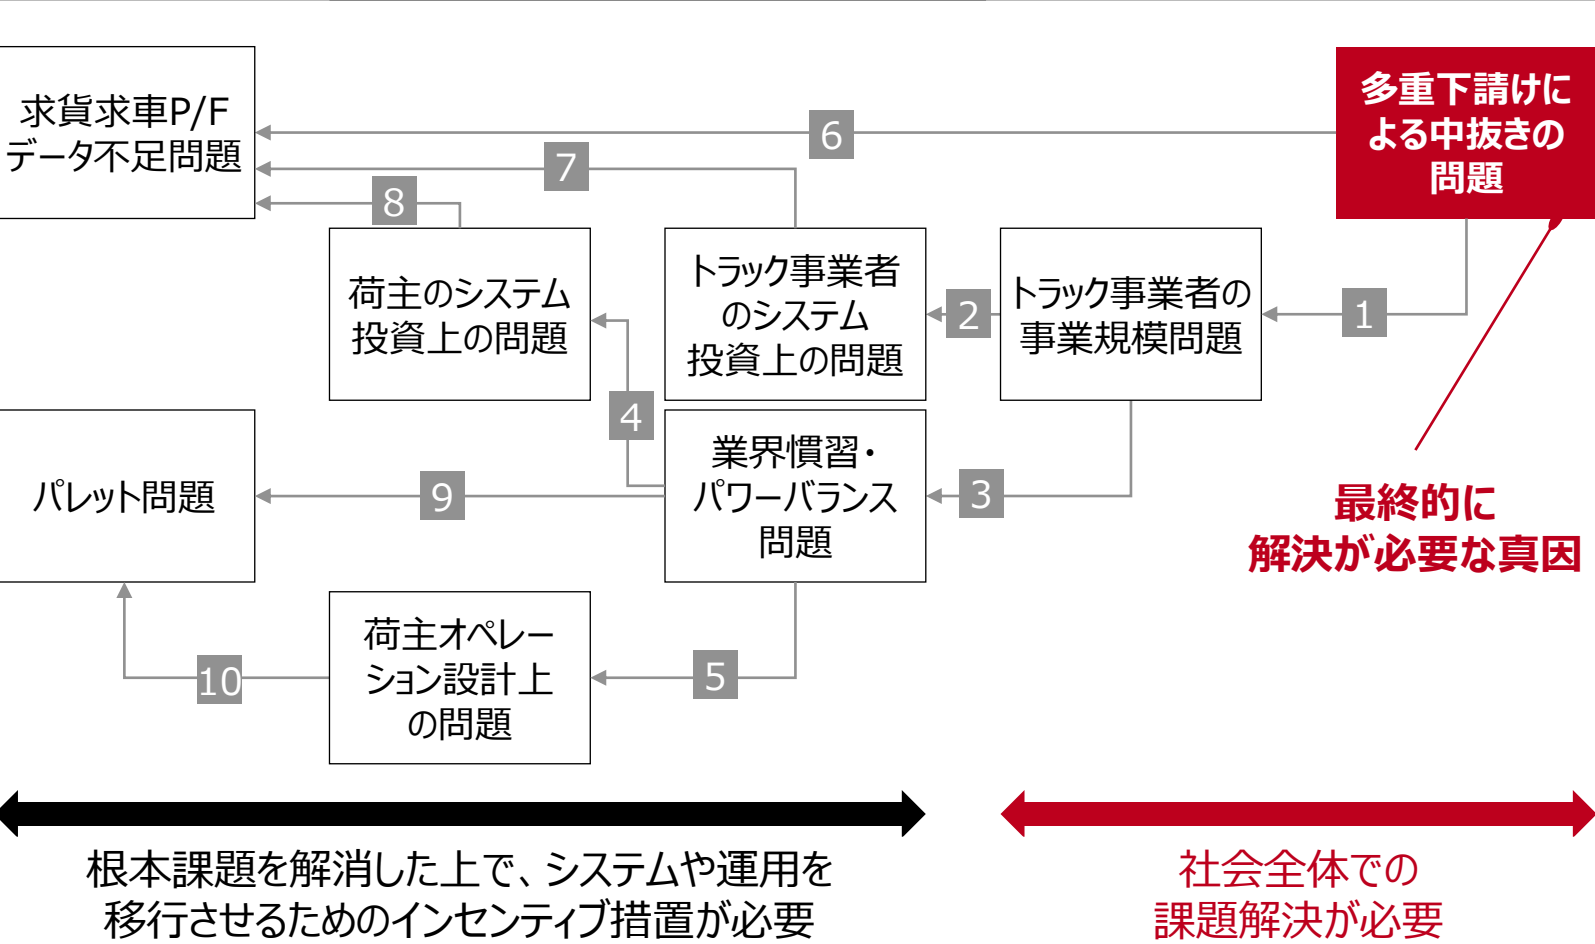 求貨求車P/F
データ不足問題
6
多重下請けに
よる中抜きの
問題
7
8
荷主のシステム
投資上の問題
トラック事業者
のシステム
投資上の問題
2
トラック事業者の
事業規模問題
1
4
パレット問題
9
業界慣習・
パワーバランス
問題
3
最終的に
解決が必要な真因
10
荷主オペレー
ション設計上
の問題
5
根本課題を解消した上で、システムや運用を
移行させるためのインセンティブ措置が必要
社会全体での
課題解決が必要